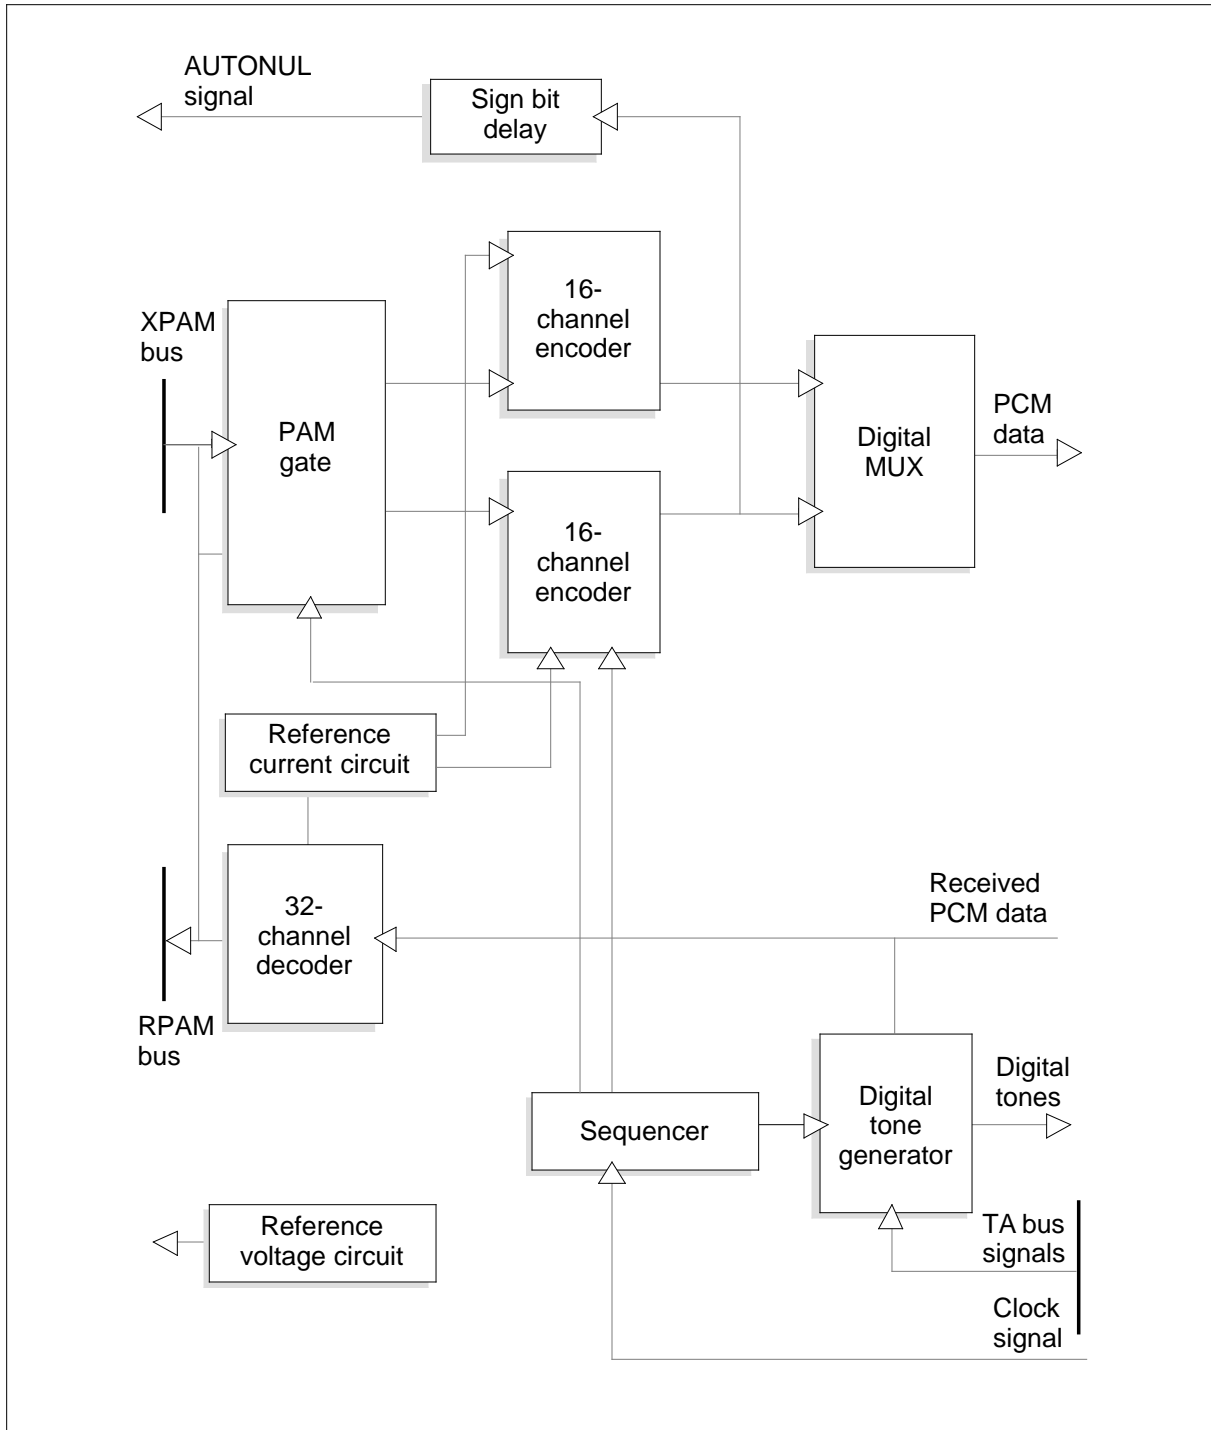 AUTONUL
signal
Sign bit
delay
16-
channel
encoder
XPAM
bus
PAM
gate
Digital
MUX
PCM
data
16-
channel
encoder
Reference
current circuit
32-
channel
decoder
Received
PCM data
RPAM
bus
Sequencer
Digital
tone
generator
Digital
tones
Reference
voltage circuit
TA bus
signals
Clock
signal